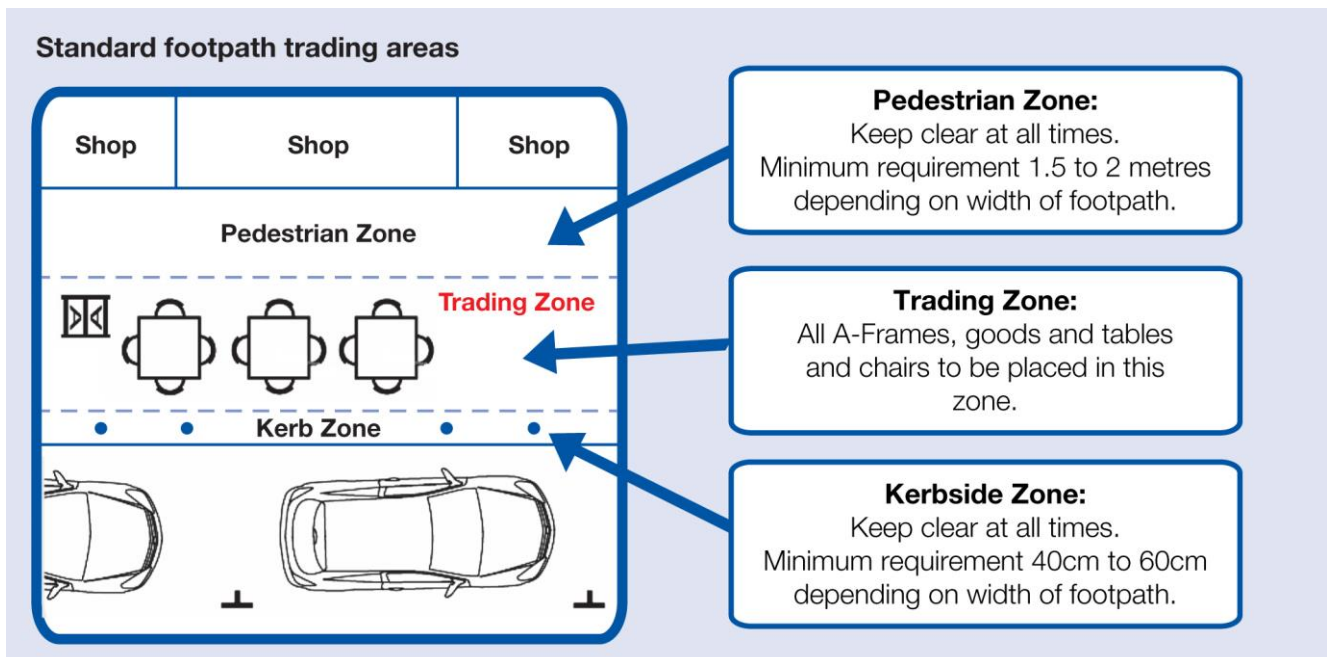 Standard footpath trading areas
Shop
Shop
Shop
Pedestrian Zone
Trading Zone
Kerb Zone
Pedestrian Zone:
Keep clear at all times.
Minimum requirement 1.5 to 2 metres
depending on width of footpath.
Trading Zone:
All A-Frames, goods and tables
and chairs to be placed in this
zone.
Kerbside Zone:
Keep clear at all times.
Minimum requirement 40cm to 60cm
depending on width of footpath.